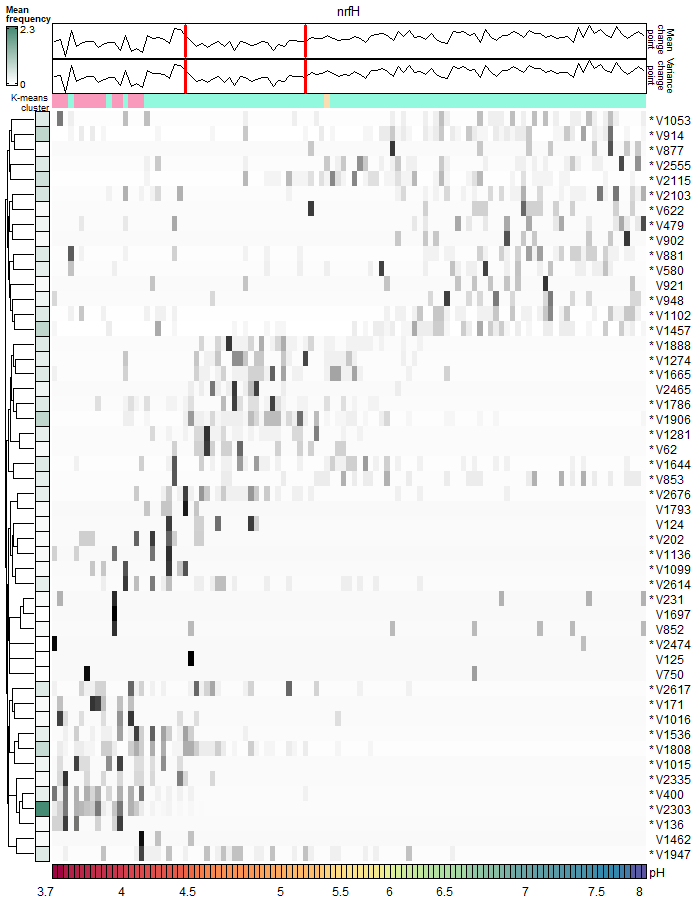 nrfH
Mean
frequency
2.3
0
Mean
change
point
Variance
change
point
K-means
cluster
* V1053
* V914
* V877
* V2555
* V2115
* V2103
* V622
* V479
* V902
* V881
* V580
V921
* V948
* V1102
* V1457
* V1888
* V1274
* V1665
V2465
* V1786
* V1906
* V1281
* V62
* V1644
* V853
* V2676
V1793
V124
* V202
* V1136
* V1099
* V2614
* V231
V1697
V852
* V2474
V125
V750
* V2617
* V171
* V1016
* V1536
* V1808
* V1015
* V2335
* V400
* V2303
* V136
V1462
* V1947
pH
3.7 4 4.5 5 5.5 6 6.5 7 7.5 8